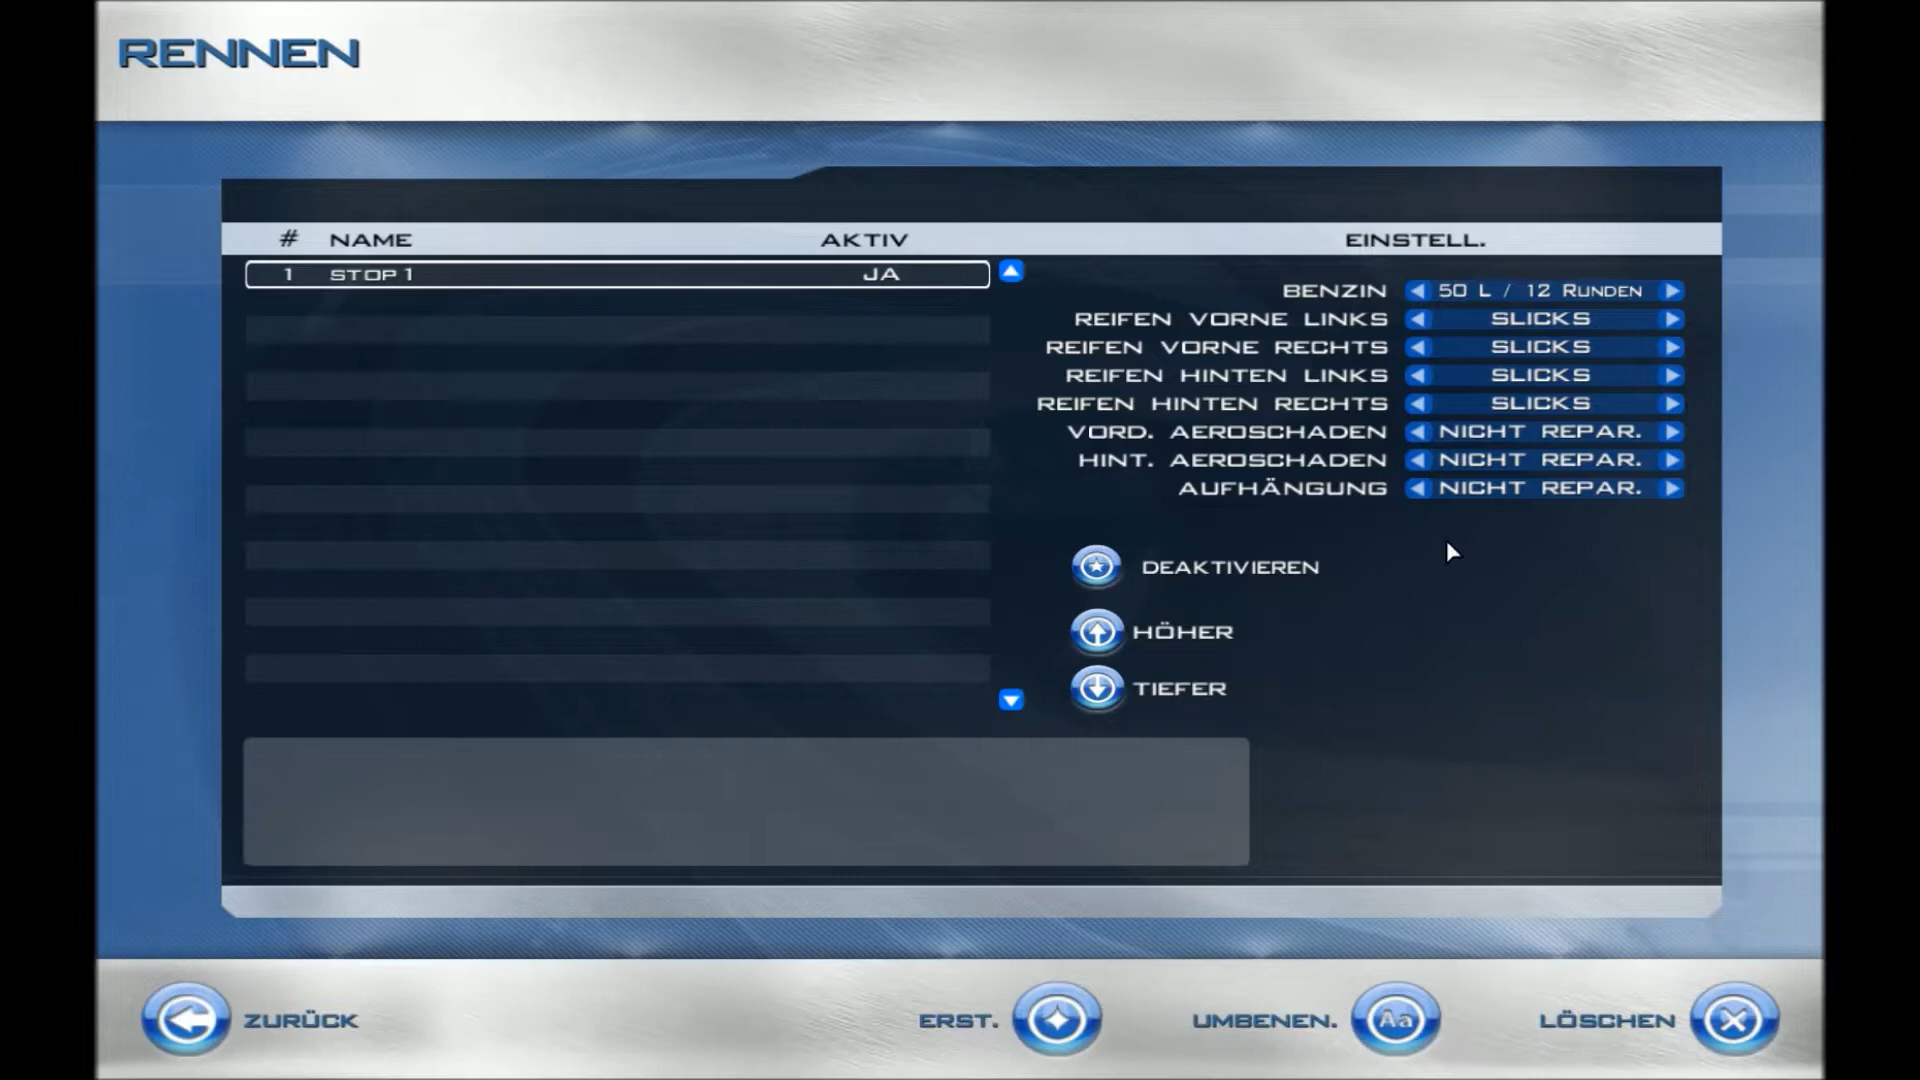 RENNEN
# NAME AKTIV EINSTELL.
1 STOP 1 JA
BENZIN 50 L / 12 RUNDEN
REIFEN VORNE LINKS SLICKS
REIFEN VORNE RECHTS SLICKS
REIFEN HINTEN LINKS SLICKS
REIFEN HINTEN RECHTS SLICKS
VORD. AEROSCHADEN NICHT REPAR.
HINT. AEROSCHADEN NICHT REPAR.
AUFHÄNGUNG NICHT REPAR.
DEAKTIVIEREN
HÖHER
TIEFER
ZURÜCK ERST. UMBENEN. Aa LÖSCHEN